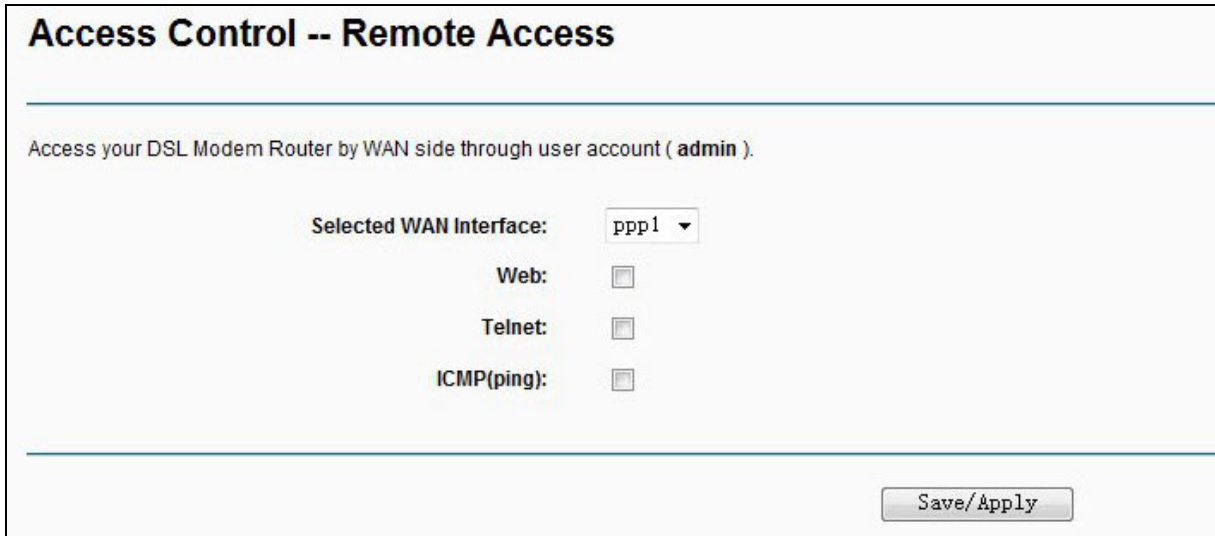 Access Control -- Remote Access
Access your DSL Modem Router by WAN side through user account ( admin ).
Selected WAN Interface: ppp1
Web:
Telnet:
ICMP(ping):
Save/Apply